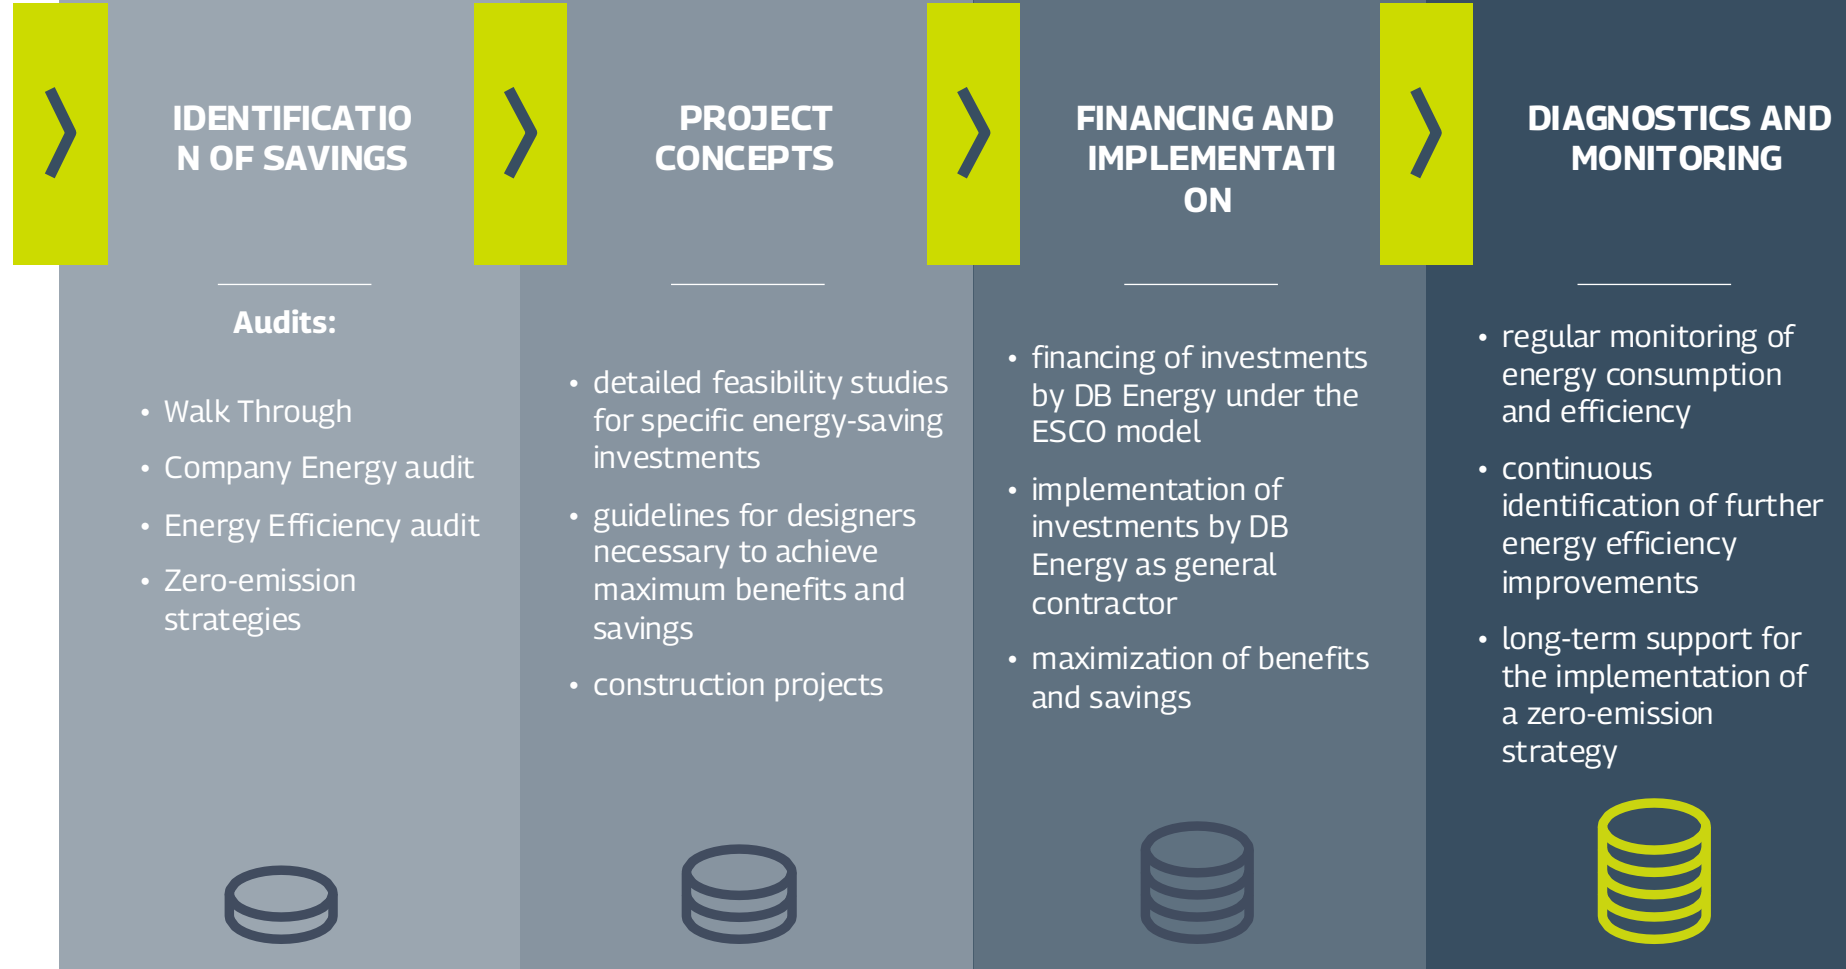 IDENTIFICATIO
N OF SAVINGS
Audits:
• Walk Through
• Company Energy audit
• Energy Efficiency audit
• Zero-emission
strategies
PROJECT
CONCEPTS
• detailed feasibility studies
for specific energy-saving
investments
• guidelines for designers
necessary to achieve
maximum benefits and
savings
• construction projects
FINANCING AND
IMPLEMENTATI
ON
• financing of investments
by DB Energy under the
ESCO model
• implementation of
investments by DB
Energy as general
contractor
• maximization of benefits
and savings
DIAGNOSTICS AND
MONITORING
• regular monitoring of
energy consumption
and efficiency
• continuous
identification of further
energy efficiency
improvements
• long-term support for
the implementation of
a zero-emission
strategy